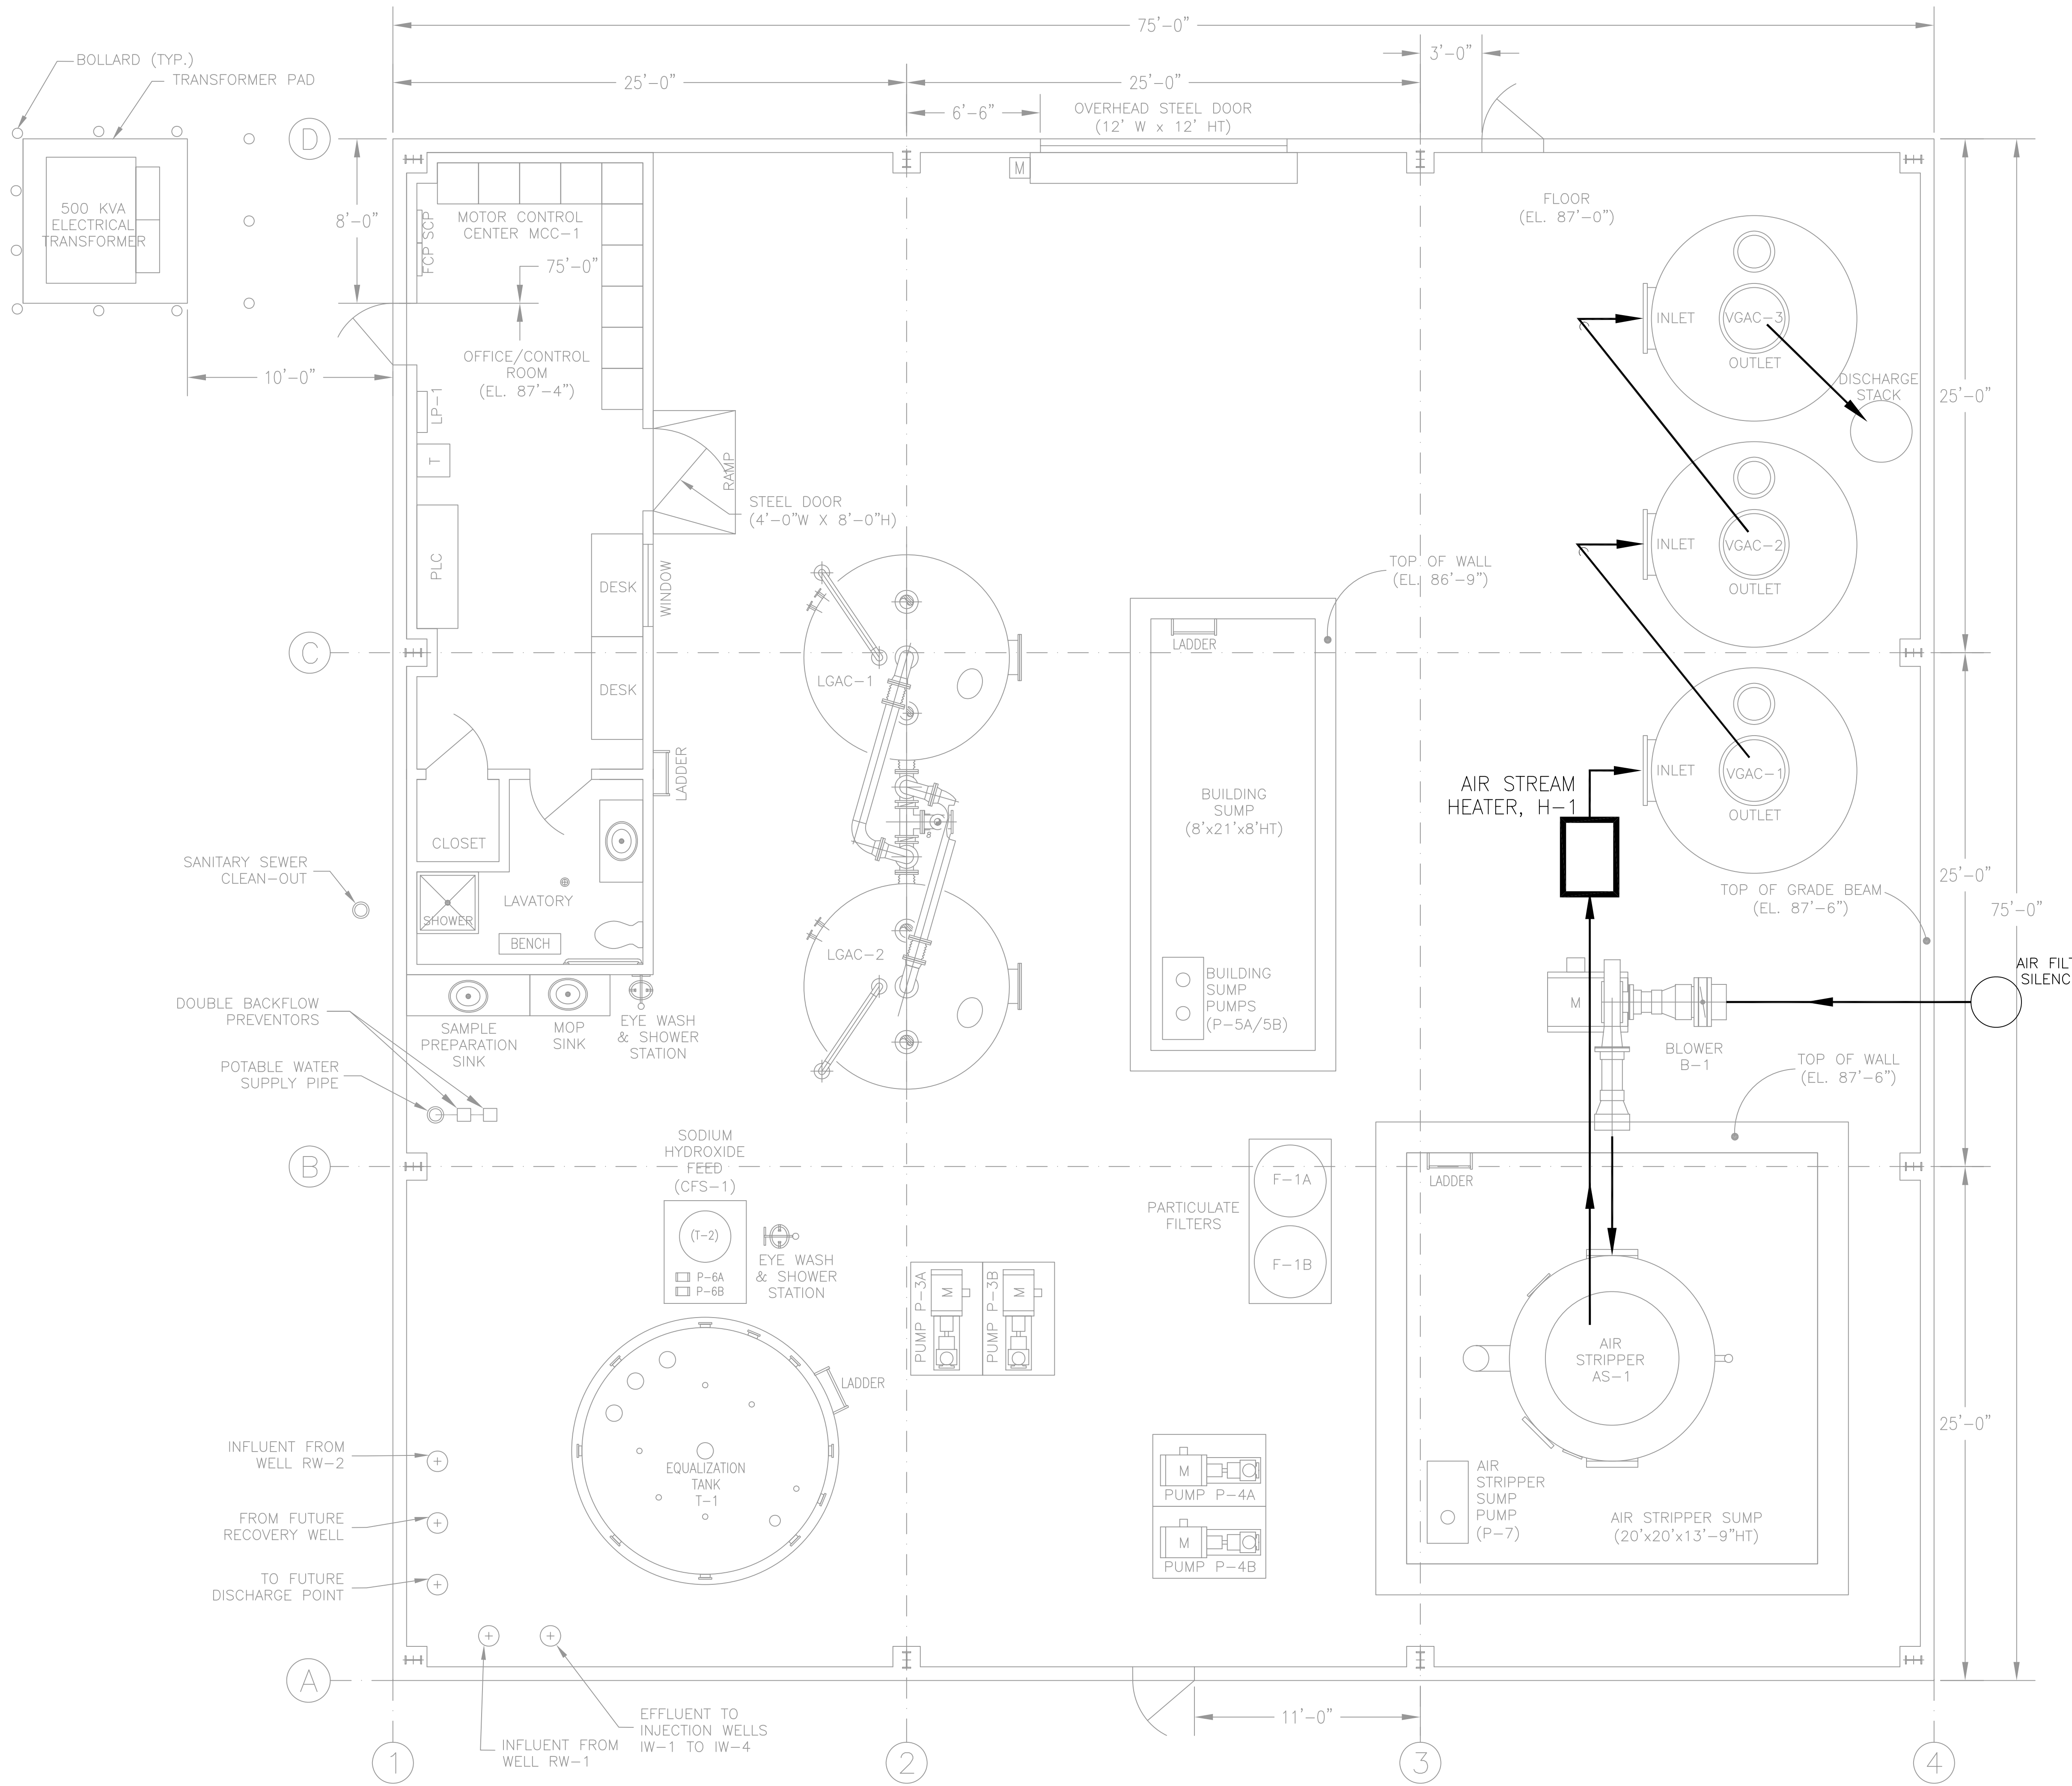 75'-0"
3'-0"
25'-0"
25'-0"
6'-6"
BOLLARD (TYP.)
TRANSFORMER PAD
OVERHEAD STEEL DOOR
(12' W x 12' HT)
D
M
500 KVA
ELECTRICAL
TRANSFORMER
8'-0"
FCP SCP
MOTOR CONTROL
CENTER MCC-1
75'-0"
OFFICE/CONTROL
ROOM
(EL. 87'-4")
10'-0"
FLOOR
(EL. 87'-0")
INLET
VGAC-3
OUTLET
DISCHARGE
STACK
25'-0"
LP-1
T
RAMP
STEEL DOOR
(4'-0"W X 8'-0"H)
PLC
DESK
WINDOW
TOP OF WALL
(EL. 86'-9")
INLET
VGAC-2
OUTLET
C
LADDER
LGAC-1
DESK
LADDER
BUILDING
SUMP
(8'x21'x8'HT)
AIR STREAM
HEATER, H-1
INLET
VGAC-1
OUTLET
CLOSET
SANITARY SEWER
CLEAN-OUT
SHOWER
LAVATORY
BENCH
LGAC-2
TOP OF GRADE BEAM
(EL. 87'-6")
25'-0"
75'-0"
BUILDING
SUMP
PUMPS
(P-5A/5B)
M
AIR FILT
SILENC
BLOWER
B-1
DOUBLE BACKFLOW
PREVENTORS
SAMPLE
PREPARATION
SINK
MOP
SINK
EYE WASH
& SHOWER
STATION
POTABLE WATER
SUPPLY PIPE
TOP OF WALL
(EL. 87'-6")
B
SODIUM
HYDROXIDE
FEED
(CFS-1)
(T-2)
P-6A
P-6B
EYE WASH
& SHOWER
STATION
PARTICULATE
FILTERS
F-1A
F-1B
LADDER
PUMP P-3A
M
PUMP P-3B
M
LADDER
AIR
STRIPPER
AS-1
25'-0"
EQUALIZATION
TANK
T-1
INFLUENT FROM
WELL RW-2
FROM FUTURE
RECOVERY WELL
TO FUTURE
DISCHARGE POINT
M
PUMP P-4A
M
PUMP P-4B
AIR
STRIPPER
SUMP
PUMP
(P-7)
AIR STRIPPER SUMP
(20'x20'x13'-9"HT)
A
11'-0"
EFFLUENT TO
INJECTION WELLS
IW-1 TO IW-4
INFLUENT FROM
WELL RW-1
1
2
3
4